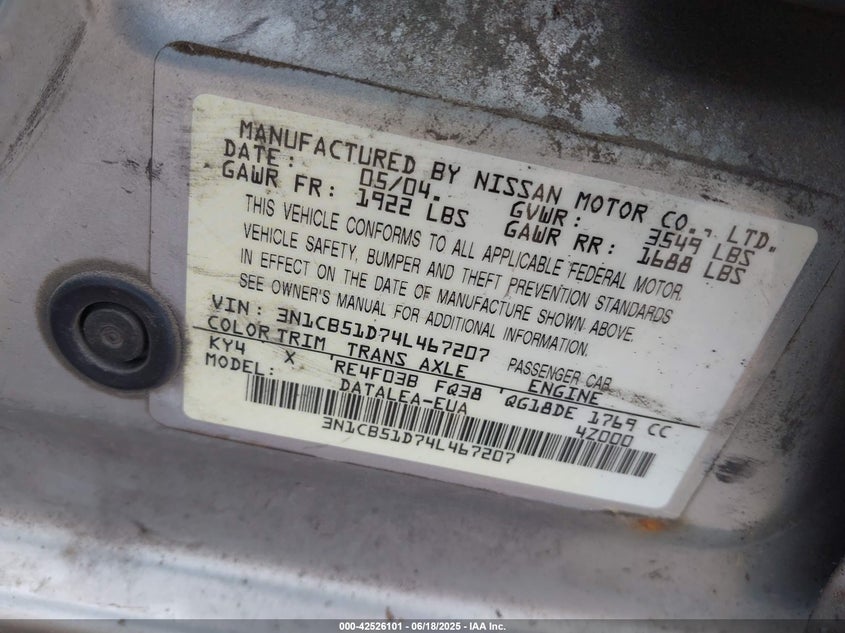 MANUFACTURED BY NISSAN MOTOR CO., LTD.
DATE: 05/04. GVWR: 3549 LBS
GAWR FR: 1922 LBS GAWR RR: 1688 LBS
THIS VEHICLE CONFORMS TO ALL APPLICABLE FEDERAL MOTOR
VEHICLE SAFETY, BUMPER AND THEFT PREVENTION STANDARDS
IN EFFECT ON THE DATE OF MANUFACTURE SHOWN ABOVE.
SEE OWNER'S MANUAL FOR ADDITIONAL INFORMATION.
VIN: 3N1CB51D74L467207 PASSENGER CAR
COLOR TRIM TRANS AXLE ENGINE
KY4 X RE4F03B FQ38 QG18DE 1769 CC
MODEL: DATALEA-EUA 4Z000
3N1CB51D74L467207
000-42526101 - 06/18/2025 - IAA Inc.